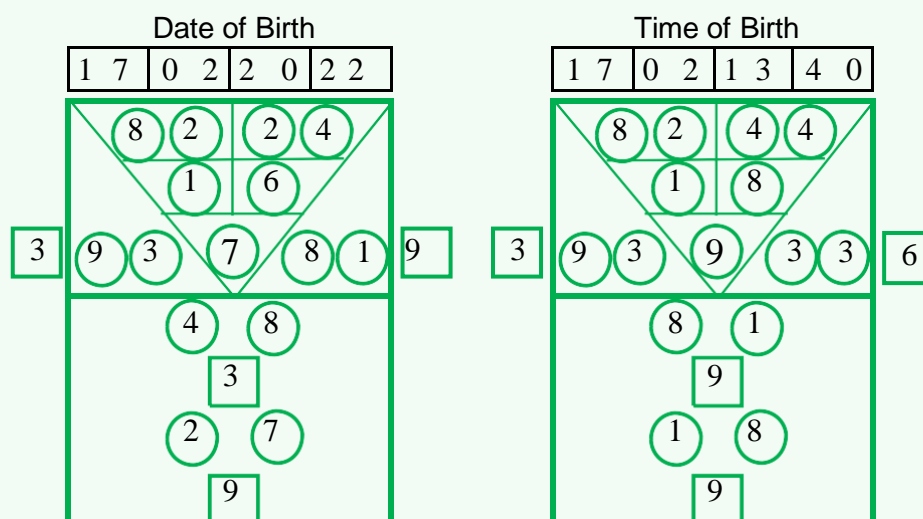 Date of Birth Time of Birth
1 7 0 2 2 0 2 2 1 7 0 2 1 3 4 0
8 2 2 4 8 2 4 4
1 6 1 8
3 9 3 7 8 1 9 3 9 3 9 3 3 6
4 8 8 1
3 9
2 7 1 8
9 9